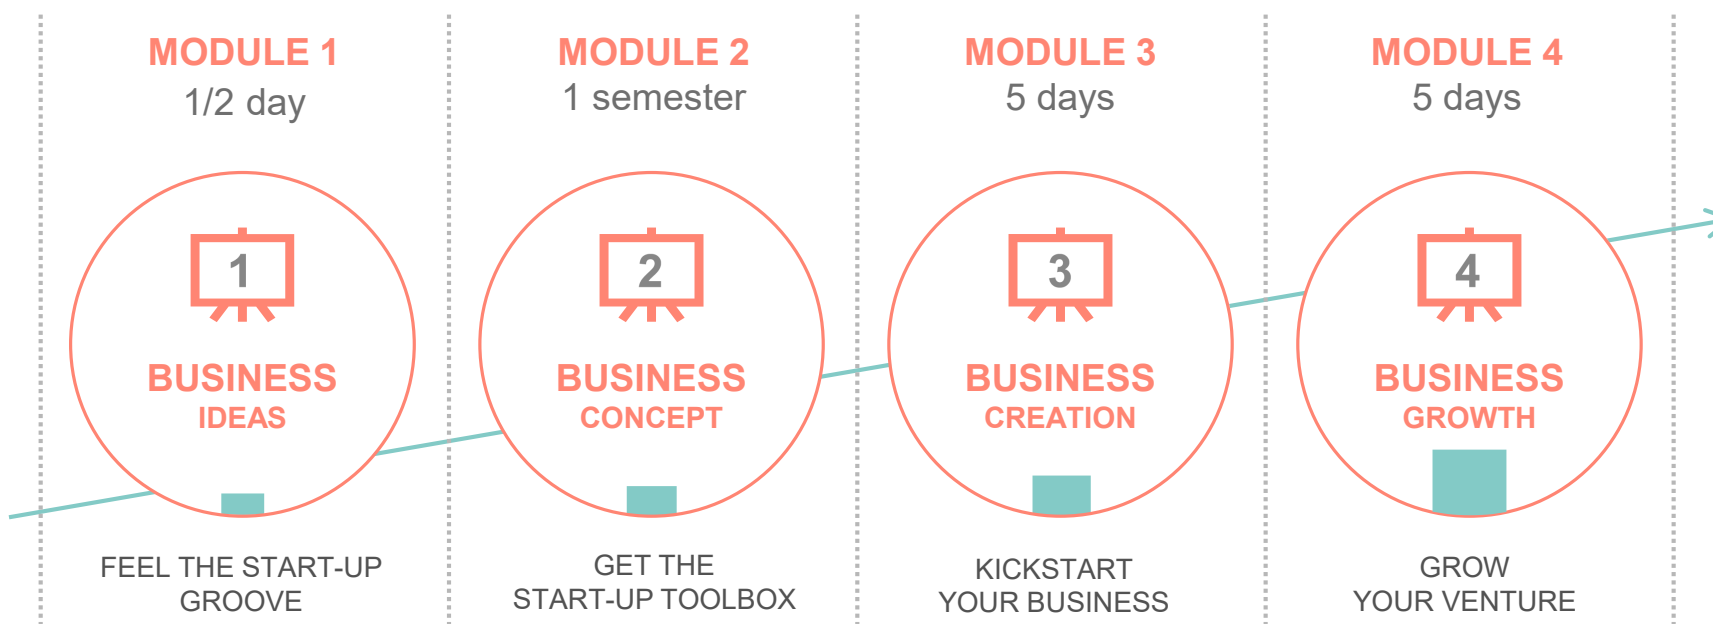 MODULE 1
1/2 day
1
BUSINESS
IDEAS
FEEL THE START-UP
GROOVE
MODULE 2
1 semester
2
BUSINESS
CONCEPT
GET THE
START-UP TOOLBOX
MODULE 3
5 days
3
BUSINESS
CREATION
KICKSTART
YOUR BUSINESS
MODULE 4
5 days
4
BUSINESS
GROWTH
GROW
YOUR VENTURE